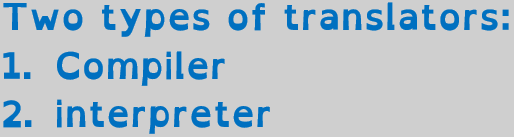 Two types of translators:
1. Compiler
2. interpreter